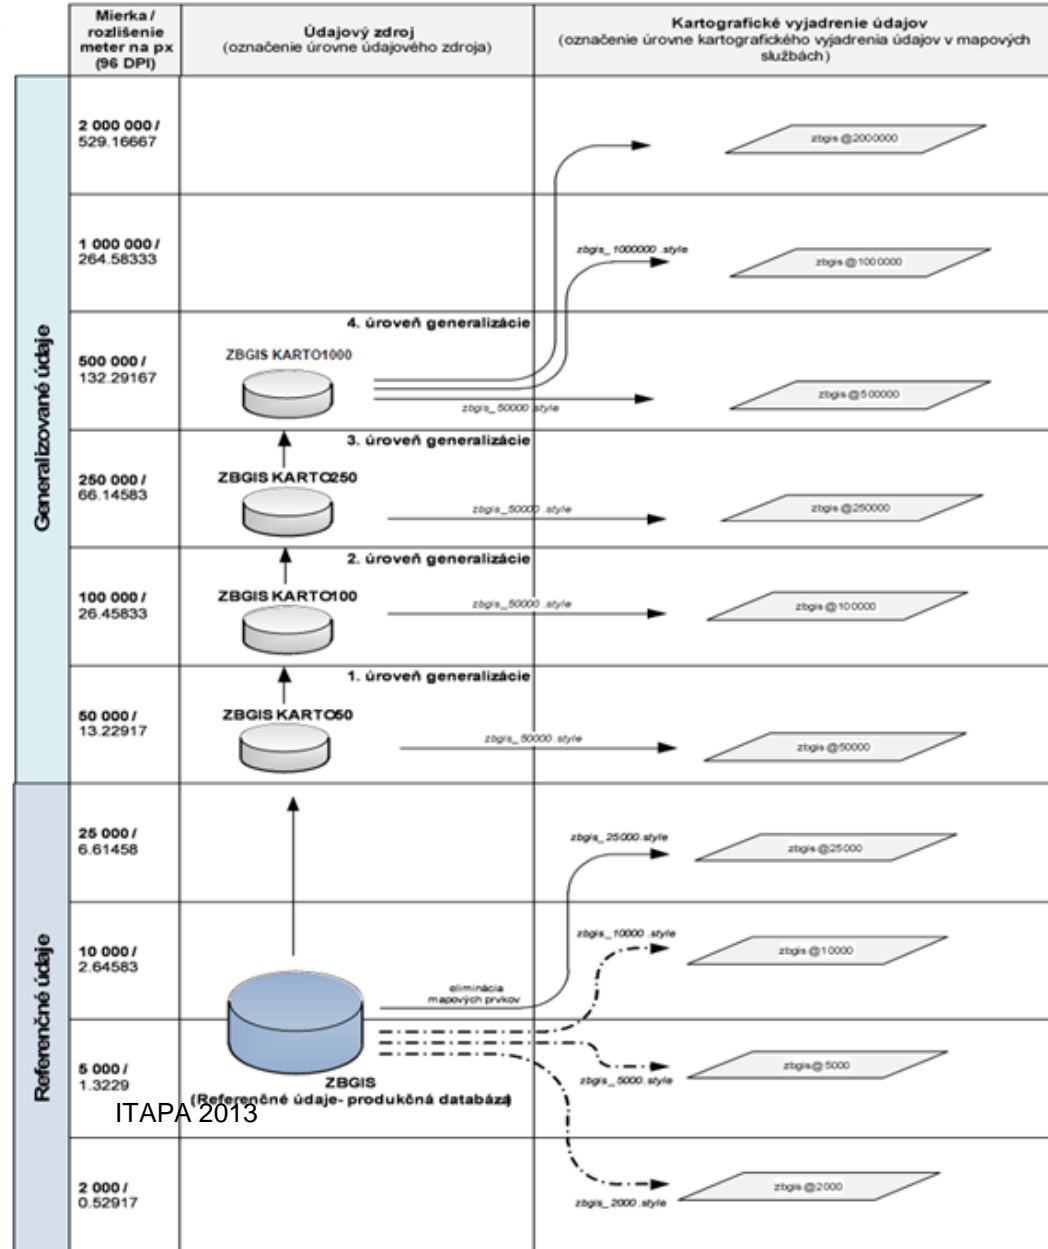 Mierka /
rozlišenie
meter na px
(96 DPI)
Údajový zdroj
(označenie úrovne údajového zdroja)
Kartografické vyjadrenie údajov
(označenie úrovne kartografického vyjadrenia údajov v mapových
službách)
Generalizované údaje
2 000 000 /
529.16667
zbgis@2000000
1 000 000 /
264.58333
zbgis_1000000.style
zbgis@1000000
4. úroveň generalizácie
500 000 /
132.29167
ZBGIS KARTO1000
zbgis_50000.style
zbgis@500000
3. úroveň generalizácie
250 000 /
66.14583
ZBGIS KARTO250
zbgis_50000.style
zbgis@250000
2. úroveň generalizácie
100 000 /
26.45833
ZBGIS KARTO100
zbgis_50000.style
zbgis@100000
1. úroveň generalizácie
50 000 /
13.22917
ZBGIS KARTO50
zbgis_50000.style
zbgis@50000
Referenčné údaje
25 000 /
6.61458
zbgis_25000.style
zbgis@25000
10 000 /
2.64583
zbgis_10000.style
zbgis@10000
eliminácia
mapových prvkov
5 000 /
1.3229
zbgis_5000.style
zbgis@5000
ZBGIS
(Referenčné údaje- produkčná databáza)
ITAPA 2013
2 000 /
0.52917
zbgis_2000.style
zbgis@2000